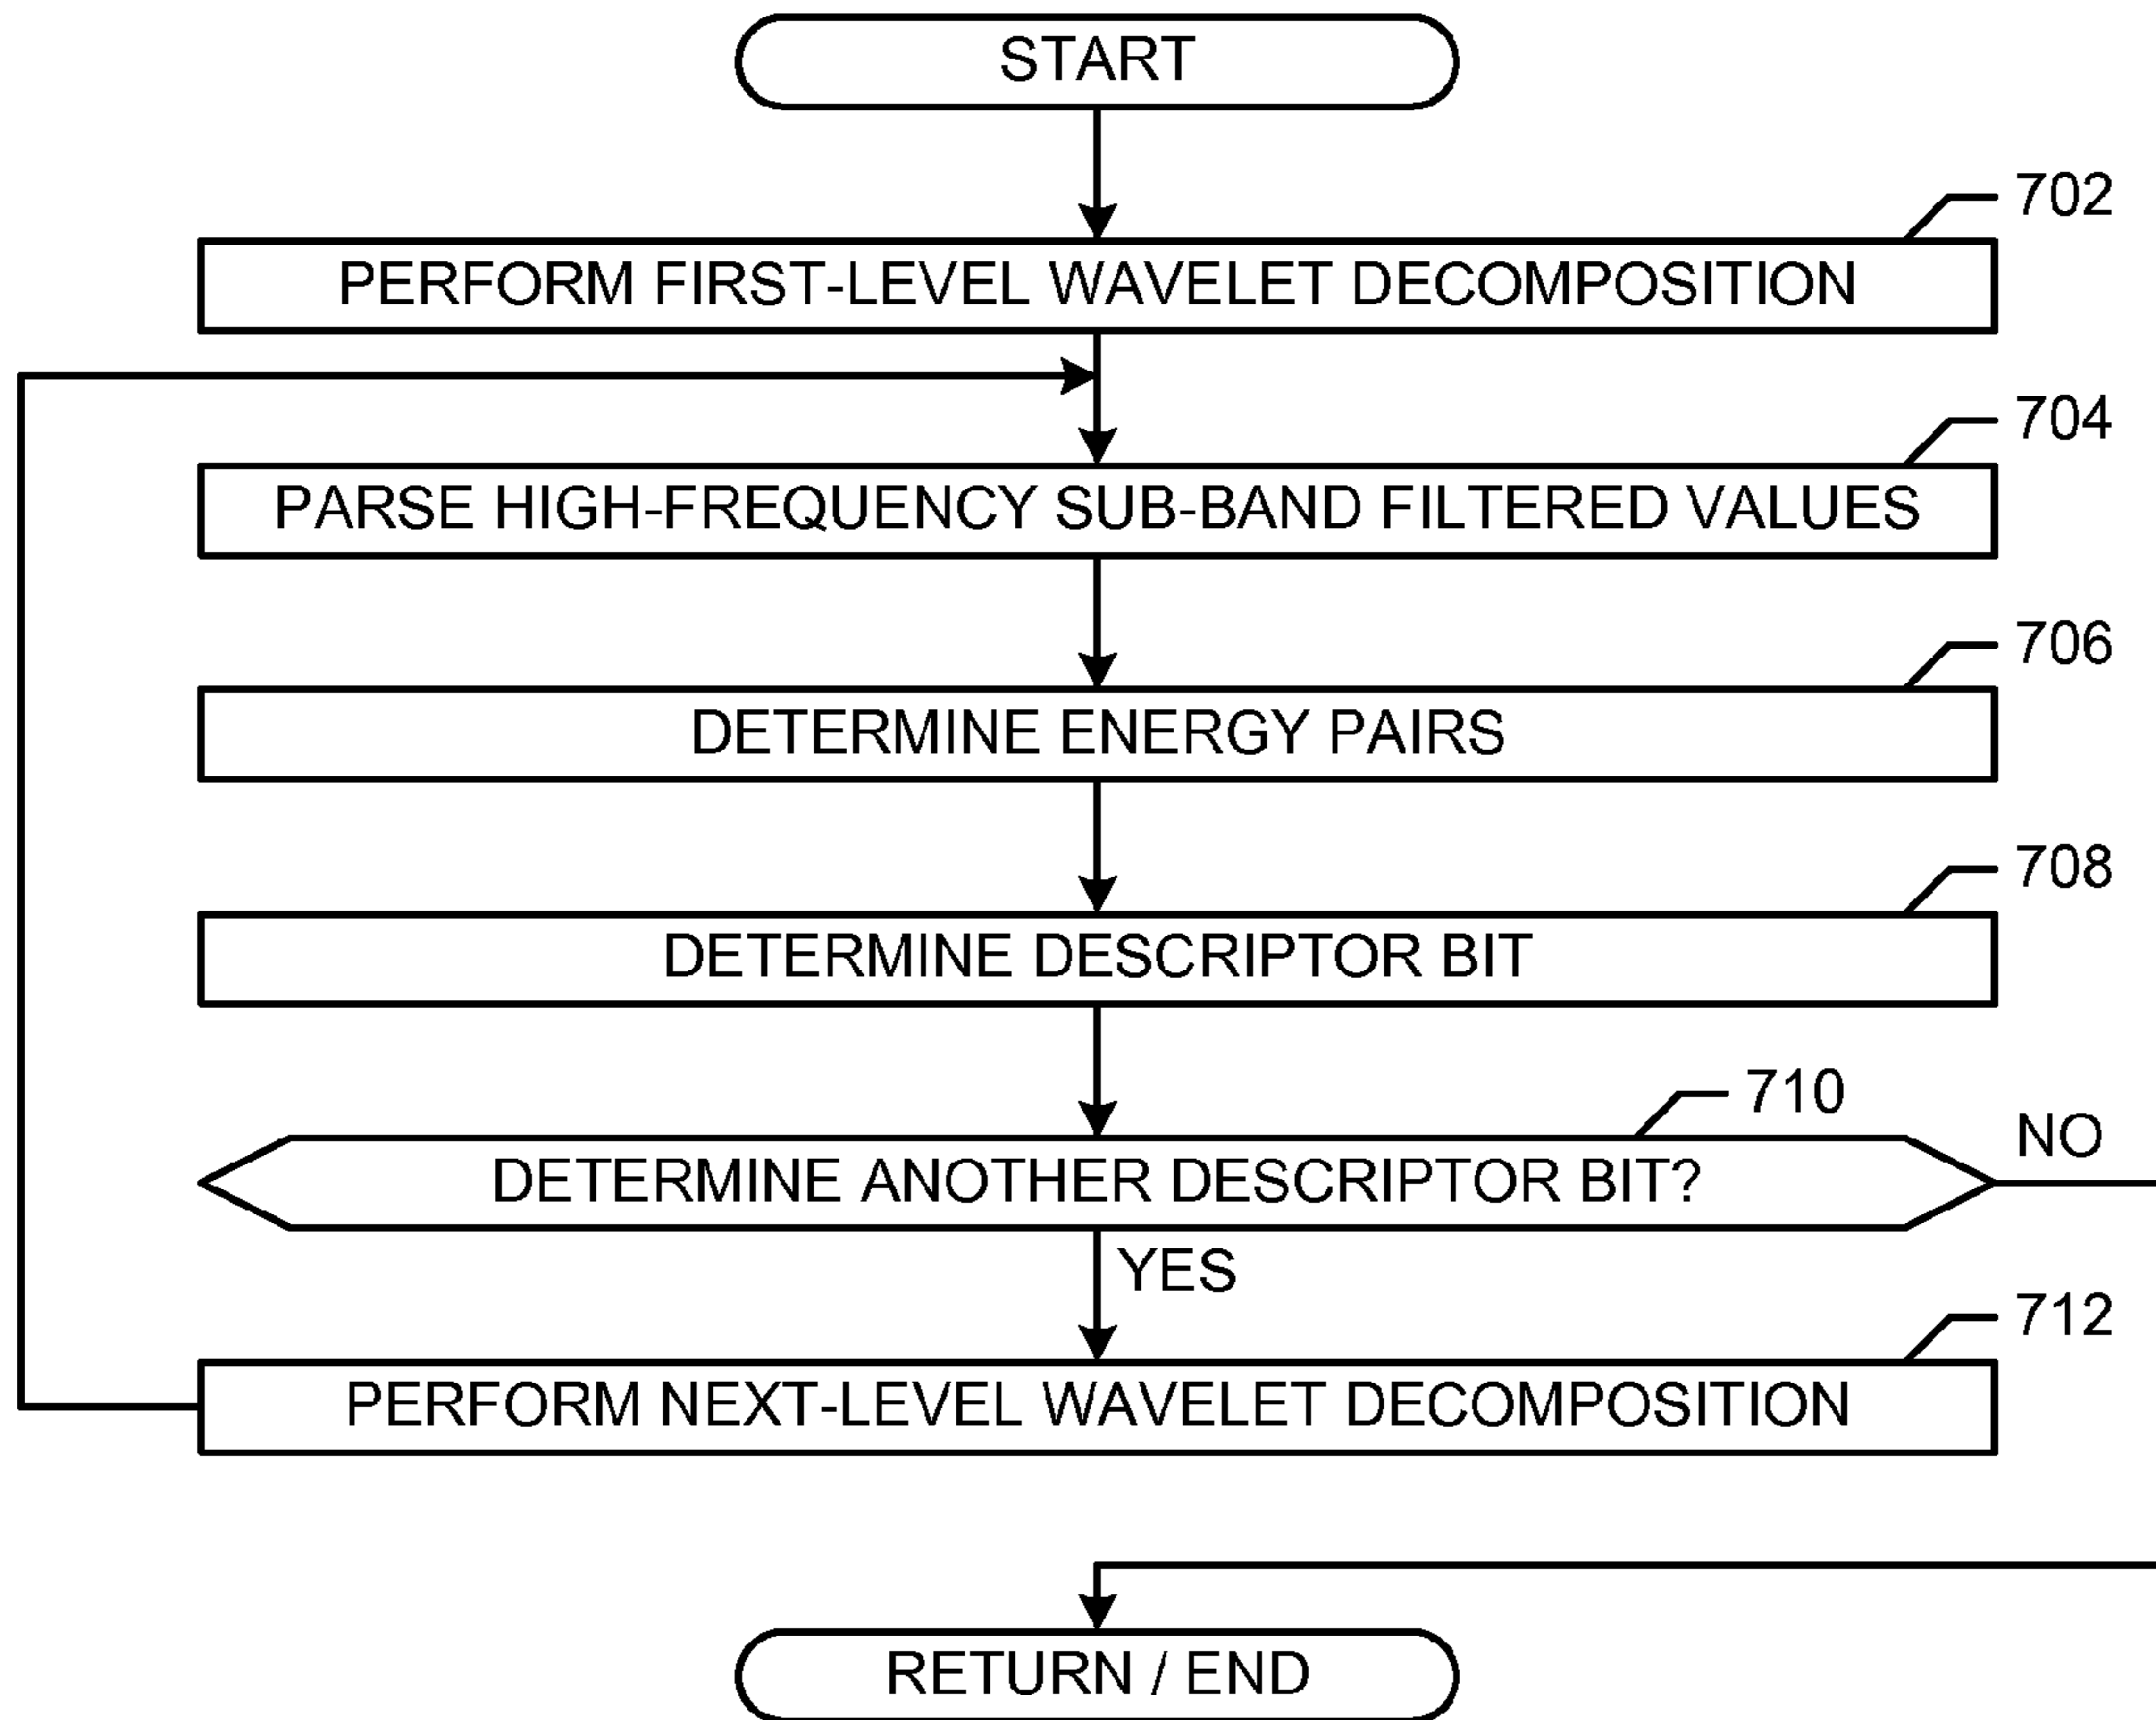 START
702
PERFORM FIRST-LEVEL WAVELET DECOMPOSITION
704
PARSE HIGH-FREQUENCY SUB-BAND FILTERED VALUES
706
DETERMINE ENERGY PAIRS
708
DETERMINE DESCRIPTOR BIT
710
NO
DETERMINE ANOTHER DESCRIPTOR BIT?
YES
712
PERFORM NEXT-LEVEL WAVELET DECOMPOSITION
RETURN / END